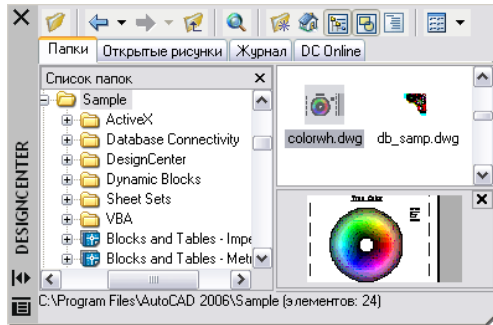 Папки Открытые рисунки Журнал DC Online
Список папок
Sample
ActiveX
Database Connectivity
DesignCenter
Dynamic Blocks
Sheet Sets
VBA
Blocks and Tables - Impe
Blocks and Tables - Metr
colorwh.dwg db_samp.dwg
True Color
DESIGNCENTER
C:\Program Files\AutoCAD 2006\Sample (элементов: 24)